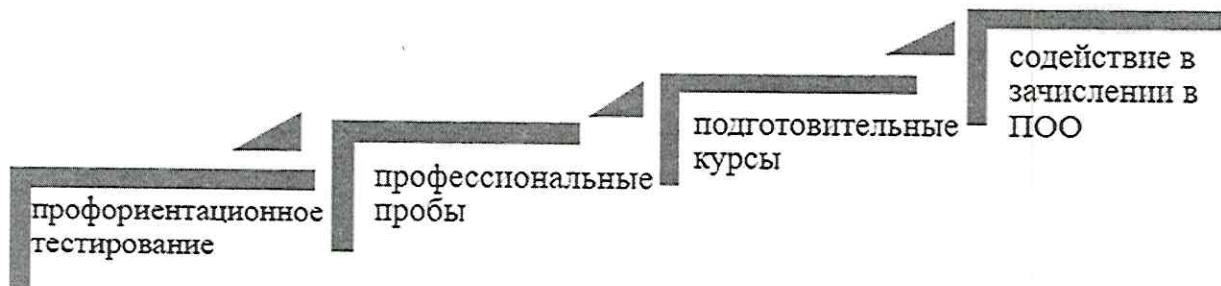 профориентационное
тестирование
профессиональные
пробы
подготовительные
курсы
содействие в
зачислении в
ПОО